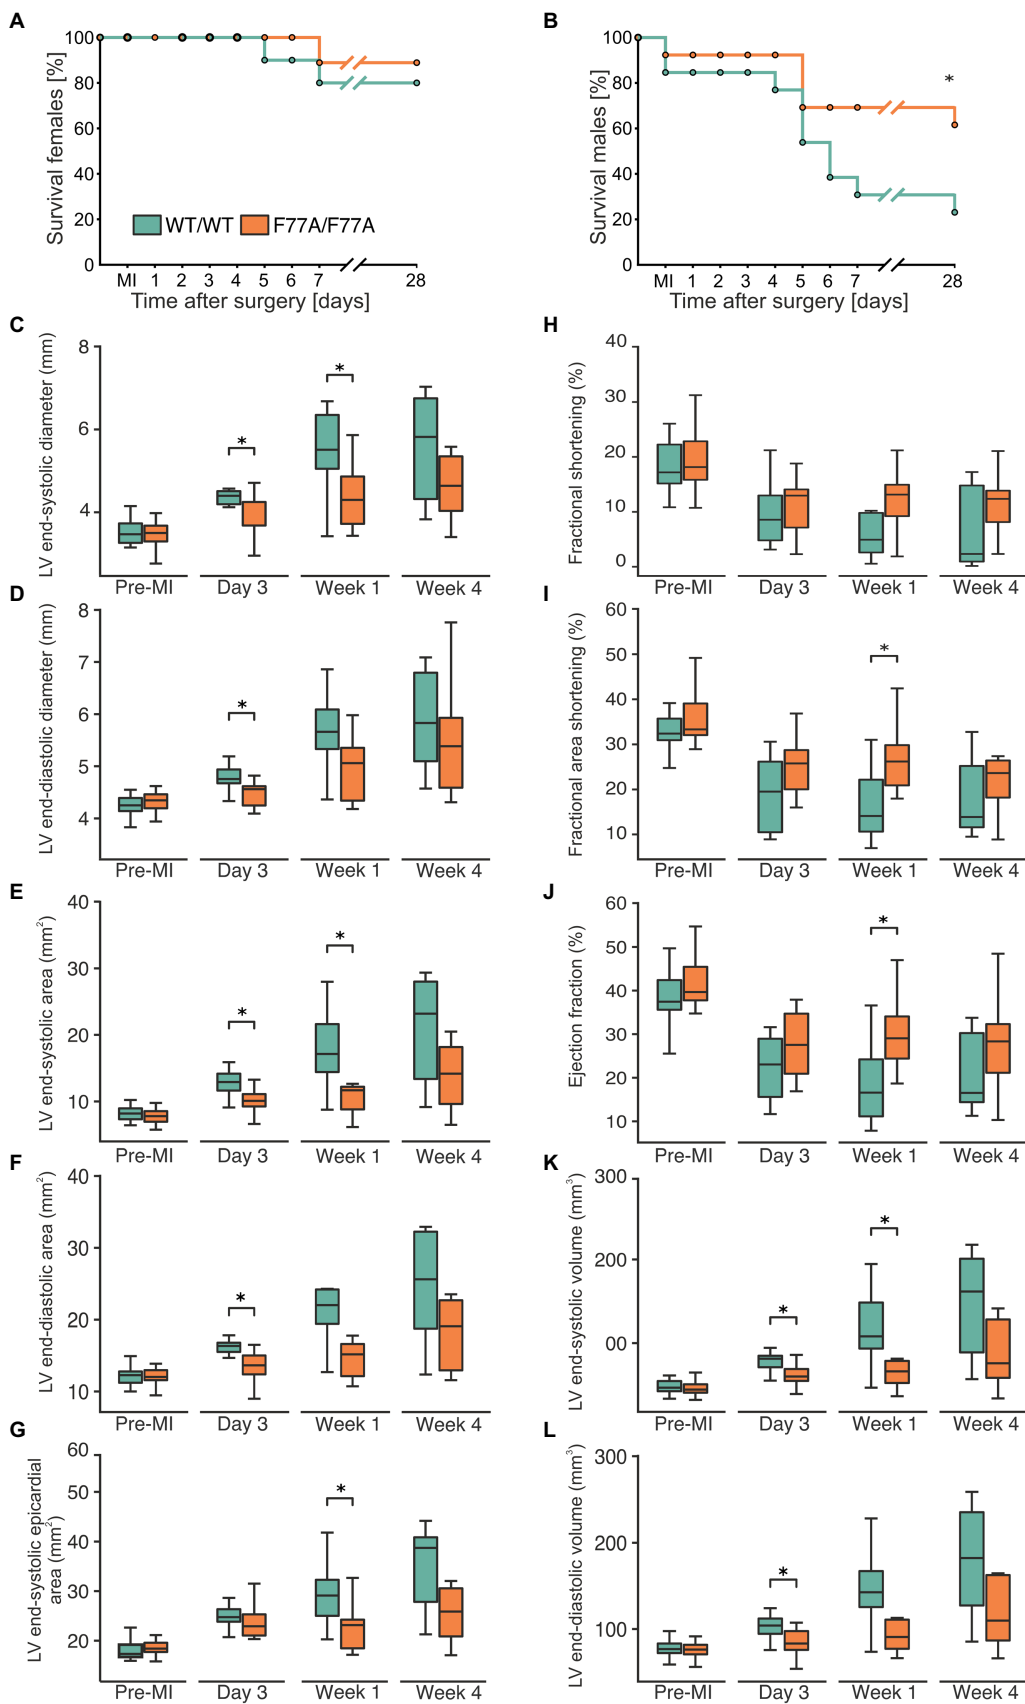 A
Survival females [%]
100
80
60
40
20
0
WT/WT F77A/F77A
MI 1 2 3 4 5 6 7 28
Time after surgery [days]
B
Survival males [%]
100
80
60
40
20
0
*
MI 1 2 3 4 5 6 7 28
Time after surgery [days]
C
LV end-systolic diameter (mm)
8
6
4
*
*
Pre-MI Day 3 Week 1 Week 4
D
LV end-diastolic diameter (mm)
8
7
6
5
4
*
Pre-MI Day 3 Week 1 Week 4
E
LV end-systolic area (mm²)
40
30
20
10
*
*
Pre-MI Day 3 Week 1 Week 4
F
LV end-diastolic area (mm²)
40
30
20
10
*
Pre-MI Day 3 Week 1 Week 4
G
LV end-systolic epicardial
area (mm²)
60
50
40
30
20
*
Pre-MI Day 3 Week 1 Week 4
H
Fractional shortening (%)
40
30
20
10
0
Pre-MI Day 3 Week 1 Week 4
I
Fractional area shortening (%)
60
50
40
30
20
10
*
Pre-MI Day 3 Week 1 Week 4
J
Ejection fraction (%)
60
50
40
30
20
10
*
Pre-MI Day 3 Week 1 Week 4
K
LV end-systolic volume (mm³)
300
200
00
*
*
Pre-MI Day 3 Week 1 Week 4
L
LV end-diastolic volume (mm³)
300
200
100
*
Pre-MI Day 3 Week 1 Week 4